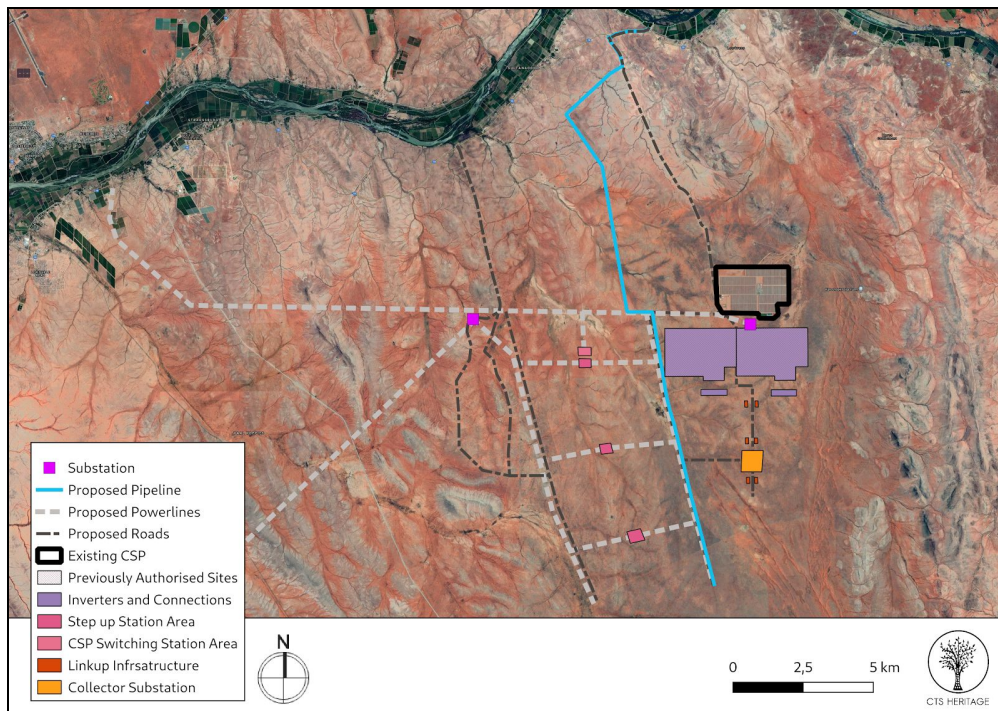 Substation
Proposed Pipeline
Proposed Powerlines
Proposed Roads
Existing CSP
Previously Authorised Sites
Inverters and Connections
Step up Station Area
CSP Switching Station Area
Linkup Infrsatructure
Collector Substation
N
0 2,5 5 km
CTS HERITAGE